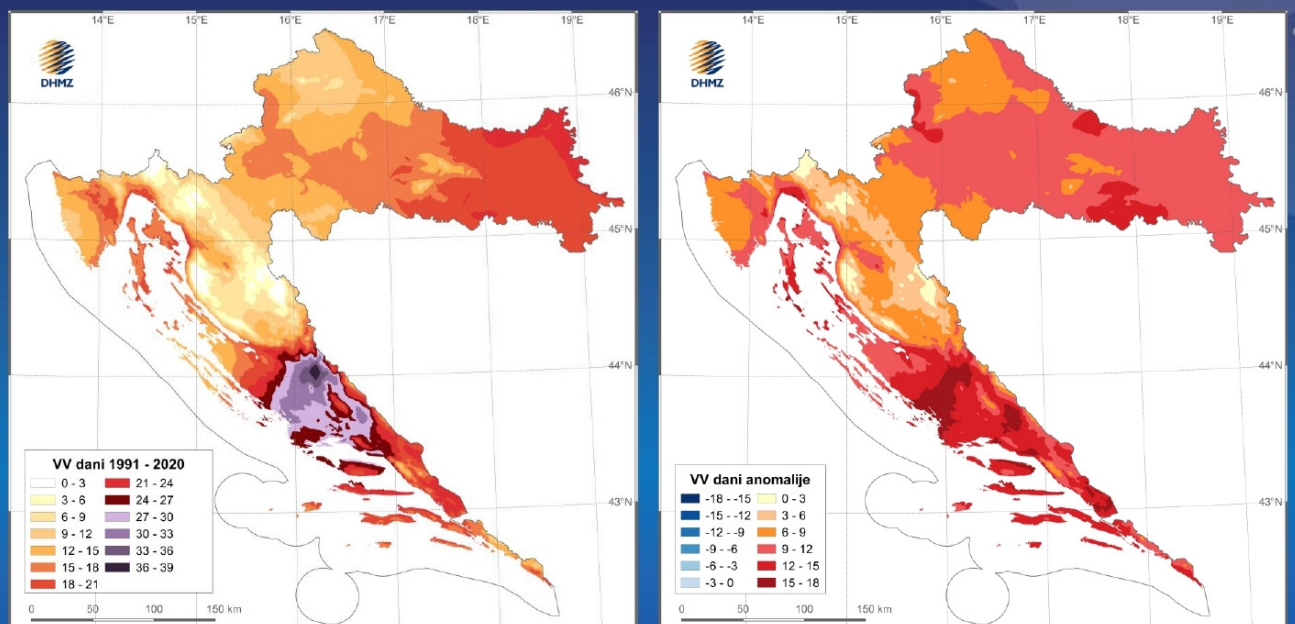 14°E 15°E 16°E 17°E 18°E 19°E
DHMZ
46°N
45°N
44°N
43°N
VV dani 1991 - 2020
0 - 3 21 - 24
3 - 6 24 - 27
6 - 9 27 - 30
9 - 12 30 - 33
12 - 15 33 - 36
15 - 18 36 - 39
18 - 21
0 50 100 150 km
14°E 15°E 16°E 17°E 18°E 19°E
DHMZ
46°N
45°N
44°N
43°N
VV dani anomalije
-18 - -15 0 - 3
-15 - -12 3 - 6
-12 - -9 6 - 9
-9 - -6 9 - 12
-6 - -3 12 - 15
-3 - 0 15 - 18
0 50 100 150 km